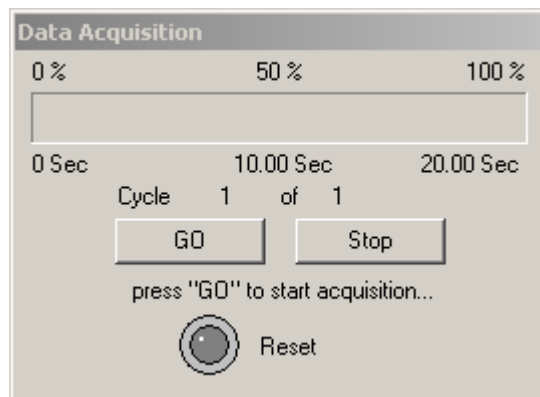 Data Acquisition
0 % 50 % 100 %
0 Sec 10.00 Sec 20.00 Sec
Cycle 1 of 1
GO Stop
press "GO" to start acquisition...
Reset